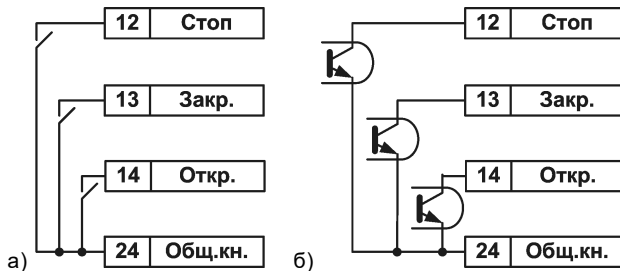 12 Стоп
13 Закр.
14 Откр.
24 Общ.кн.
а)
12 Стоп
13 Закр.
14 Откр.
24 Общ.кн.
б)